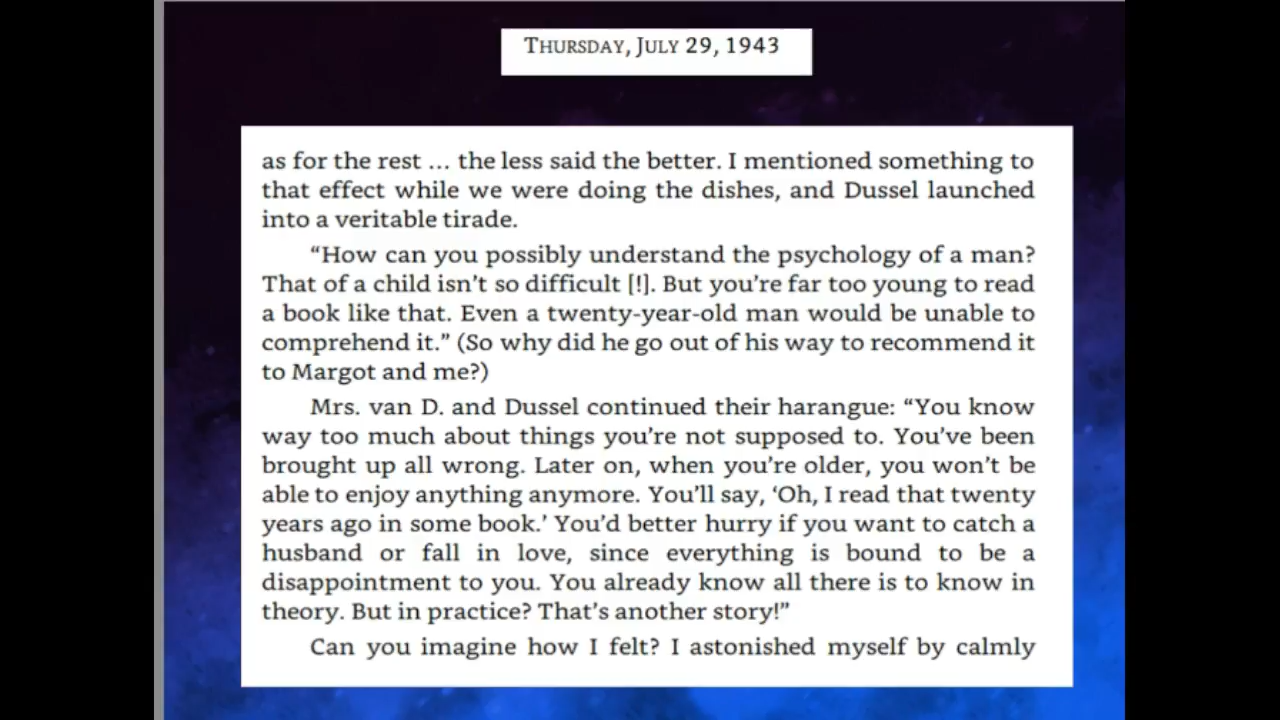 THURSDAY, JULY 29, 1943
as for the rest ... the less said the better. I mentioned something to
that effect while we were doing the dishes, and Dussel launched
into a veritable tirade.
“How can you possibly understand the psychology of a man?
That of a child isn’t so difficult [!]. But you’re far too young to read
a book like that. Even a twenty-year-old man would be unable to
comprehend it.” (So why did he go out of his way to recommend it
to Margot and me?)
Mrs. van D. and Dussel continued their harangue: “You know
way too much about things you’re not supposed to. You’ve been
brought up all wrong. Later on, when you’re older, you won’t be
able to enjoy anything anymore. You’ll say, ‘Oh, I read that twenty
years ago in some book.’ You’d better hurry if you want to catch a
husband or fall in love, since everything is bound to be a
disappointment to you. You already know all there is to know in
theory. But in practice? That’s another story!”
Can you imagine how I felt? I astonished myself by calmly